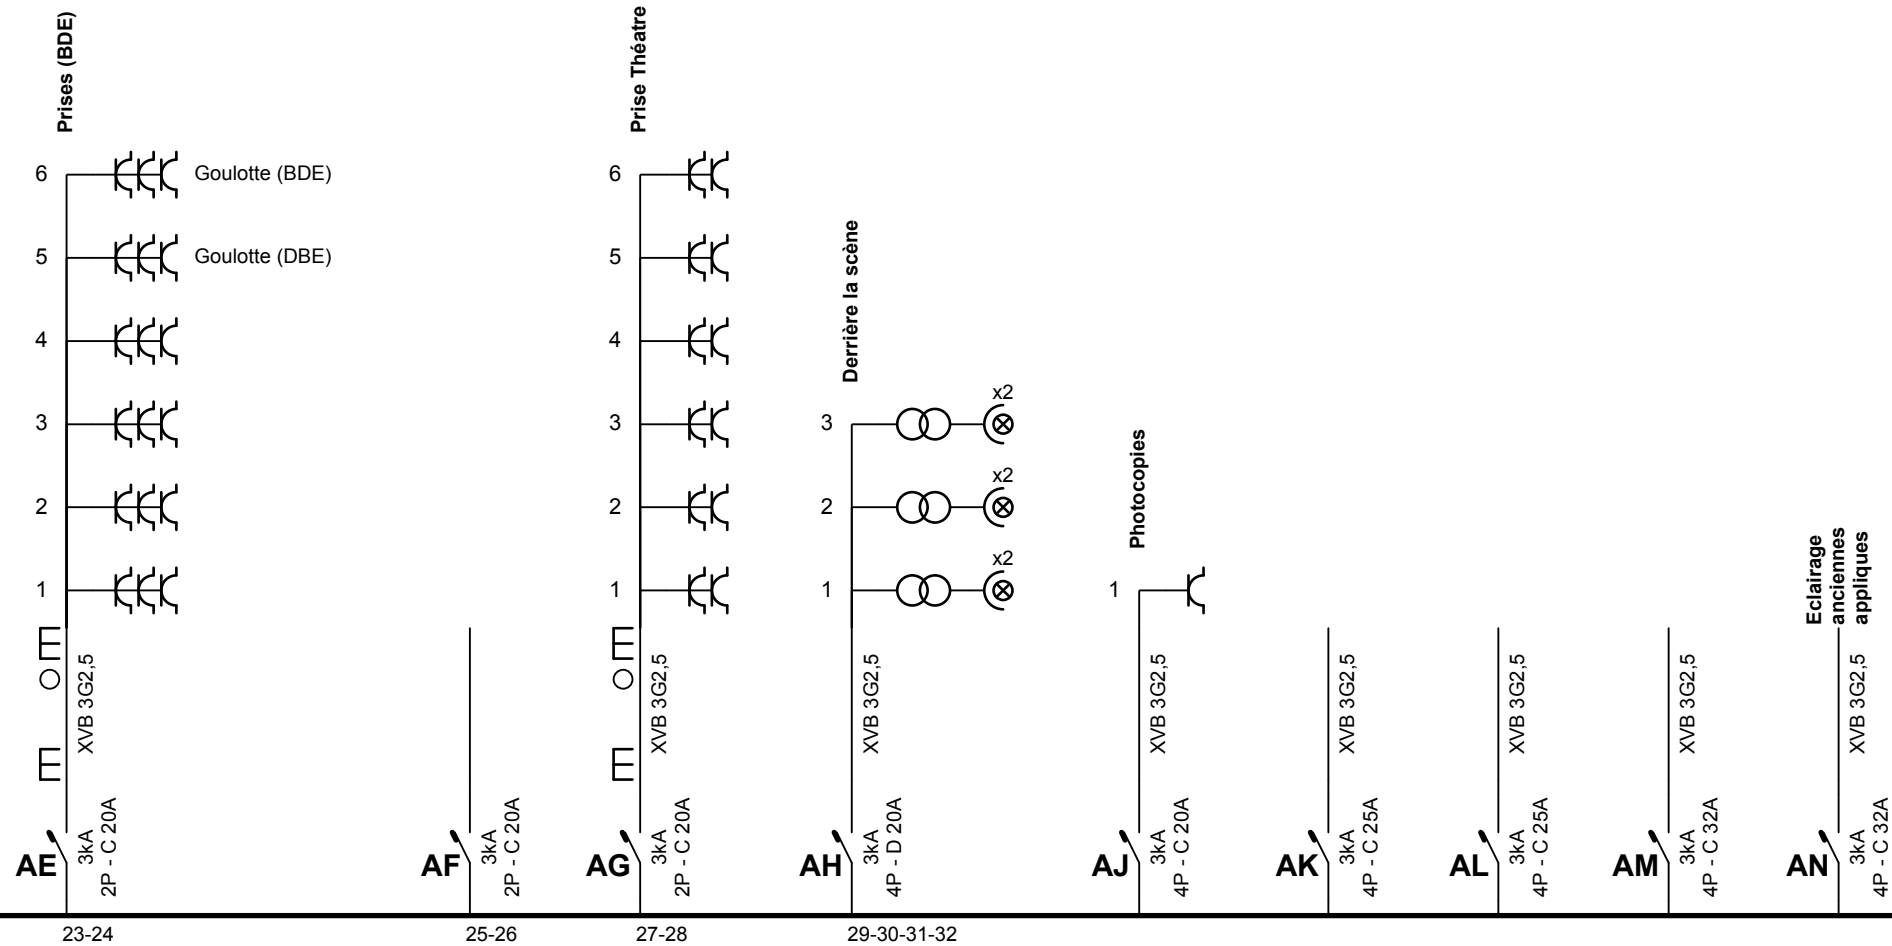 Prises (BDE)
6
Goulotte (BDE)
5
Goulotte (DBE)
4
3
2
1
XVB 3G2,5
AE
3kA
2P - C 20A
23-24
AF
3kA
2P - C 20A
25-26
Prise Théatre
6
5
4
3
2
1
XVB 3G2,5
AG
3kA
2P - C 20A
27-28
Derrière la scène
3
x2
2
x2
1
x2
XVB 3G2,5
AH
3kA
4P - D 20A
29-30-31-32
Photocopies
1
XVB 3G2,5
AJ
3kA
4P - C 20A
XVB 3G2,5
AK
3kA
4P - C 25A
XVB 3G2,5
AL
3kA
4P - C 25A
XVB 3G2,5
AM
3kA
4P - C 32A
Eclairage
anciennes
appliques
XVB 3G2,5
AN
3kA
4P - C 32A